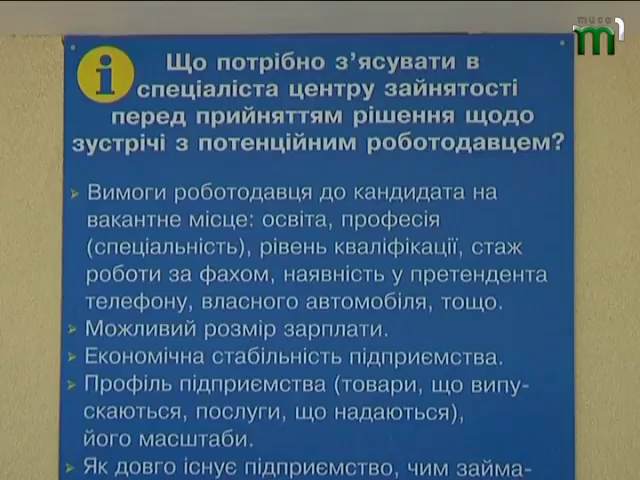 миса
m1
i
Що потрібно з’ясувати в
спеціаліста центру зайнятості
перед прийняттям рішення щодо
зустрічі з потенційним роботодавцем?
➢ Вимоги роботодавця до кандидата на
вакантне місце: освіта, професія
(спеціальність), рівень кваліфікації, стаж
роботи за фахом, наявність у претендента
телефону, власного автомобіля, тощо.
➢ Можливий розмір зарплати.
➢ Економічна стабільність підприємства.
➢ Профіль підприємства (товари, що випу-
скаються, послуги, що надаються),
його масштаби.
➢ Як довго існує підприємство, чим займа-